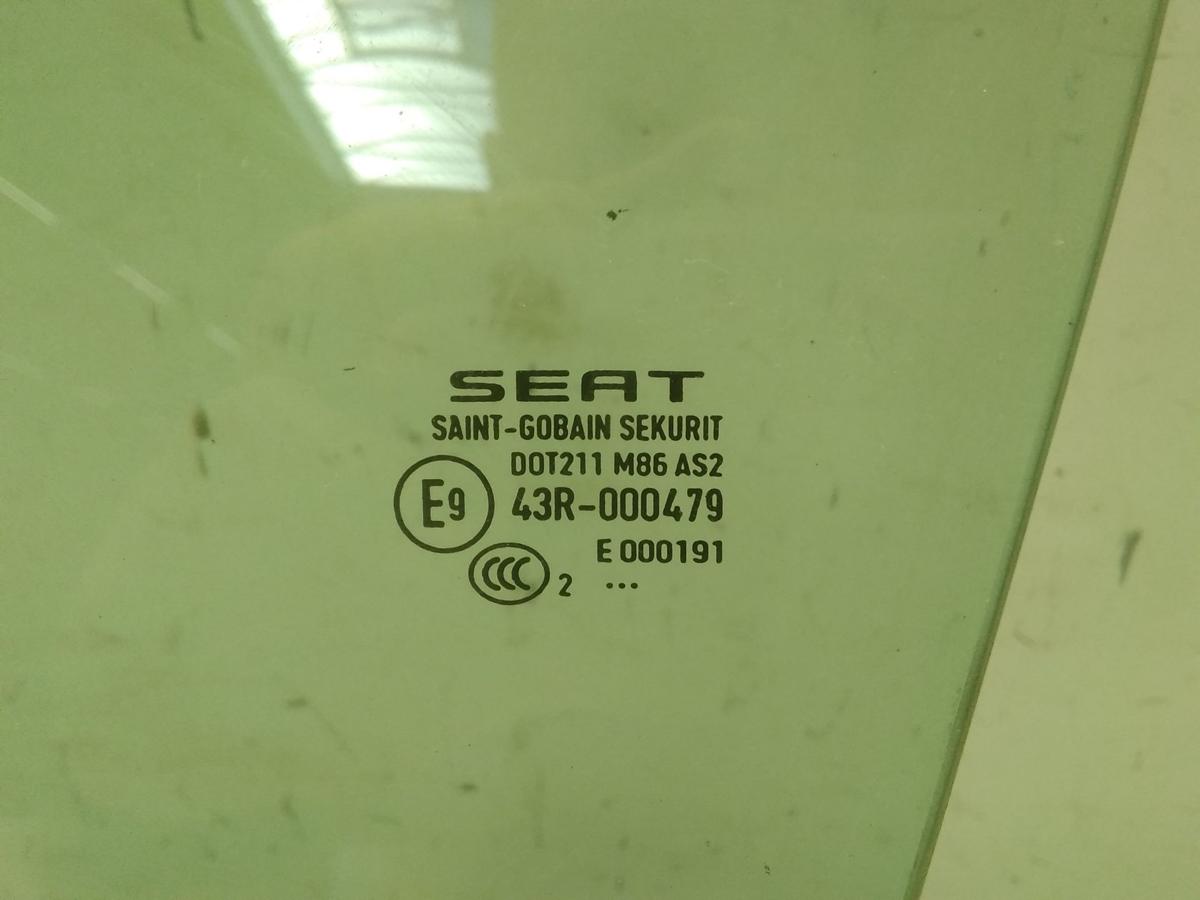 SEAT
SAINT-GOBAIN SEKURIT
DOT211 M86 AS2
E9 43R-000479
E 000191
CCC 2 ...